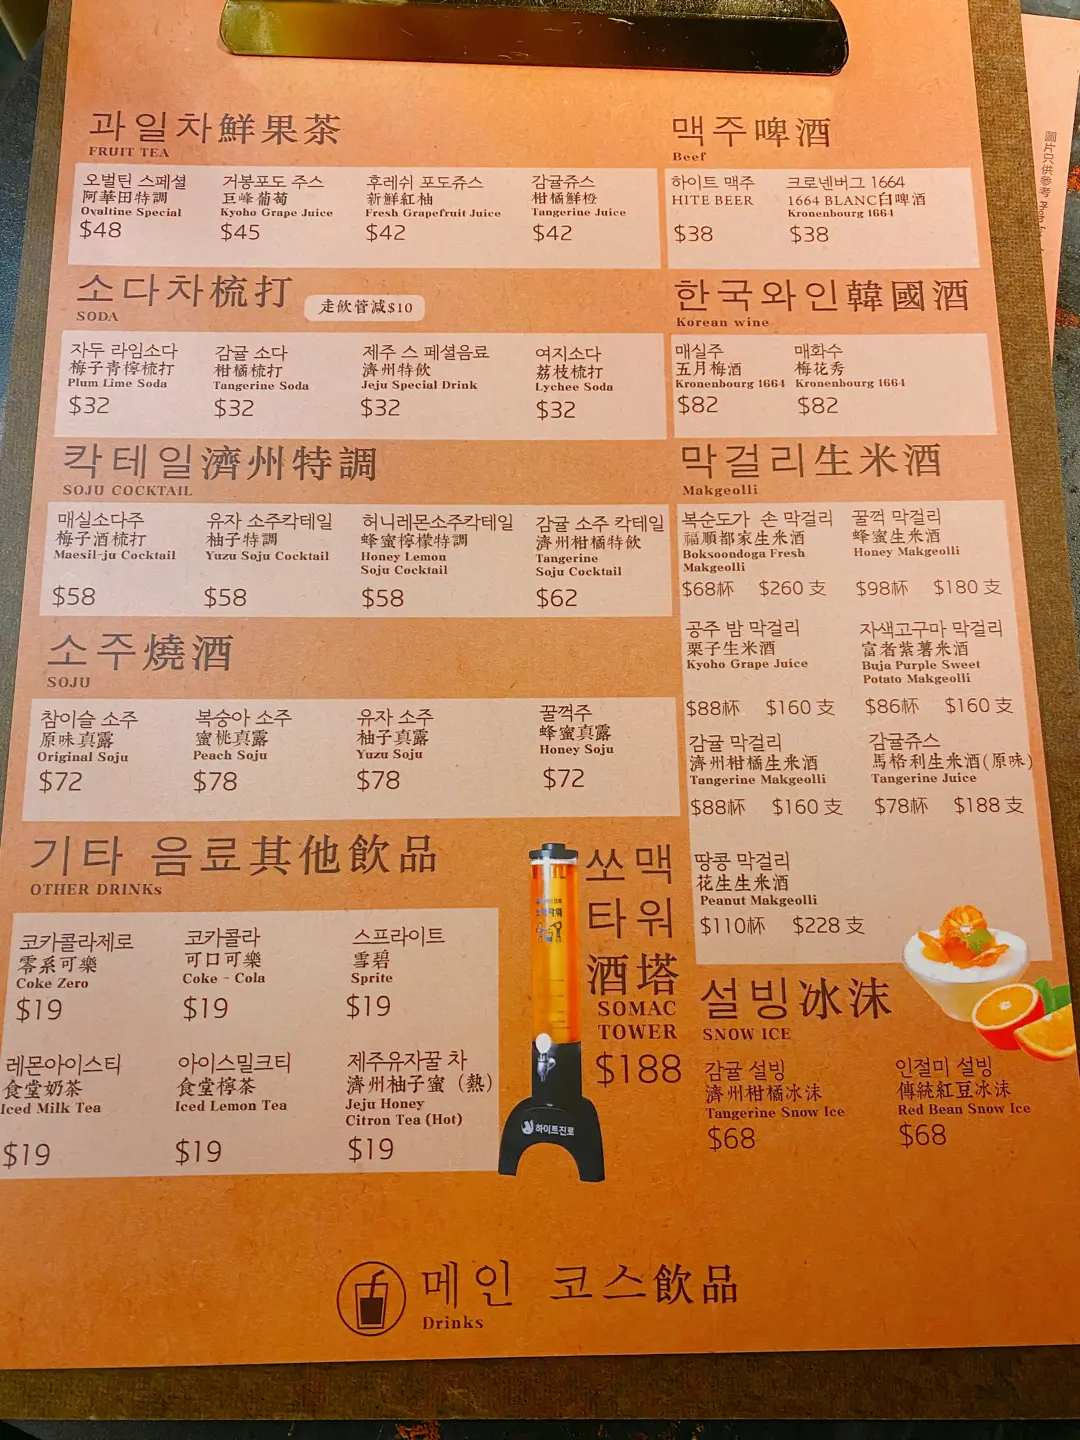 과일차鮮果茶
FRUIT TEA
오벌틴 스페셜
阿華田特調
Ovaltine Special
$48
거봉포도 주스
巨峰葡萄
Kyoho Grape Juice
$45
후레쉬 포도쥬스
新鮮紅柚
Fresh Grapefruit Juice
$42
감귤쥬스
柑橘鮮橙
Tangerine Juice
$42
소다차梳打
SODA
走飲管減$10
자두 라임소다
梅子青檸梳打
Plum Lime Soda
$32
감귤 소다
柑橘梳打
Tangerine Soda
$32
제주 스 페셜음료
濟州特飲
Jeju Special Drink
$32
여지소다
荔枝梳打
Lychee Soda
$32
칵테일濟州特調
SOJU COCKTAIL
매실소다주
梅子酒梳打
Maesil-ju Cocktail
$58
유자 소주칵테일
柚子特調
Yuzu Soju Cocktail
$58
허니레몬소주칵테일
蜂蜜檸檬特調
Honey Lemon
Soju Cocktail
$58
감귤 소주 칵테일
濟州柑橘特飲
Tangerine
Soju Cocktail
$62
소주燒酒
SOJU
참이슬 소주
原味真露
Original Soju
$72
복숭아 소주
蜜桃真露
Peach Soju
$78
유자 소주
柚子真露
Yuzu Soju
$78
꿀꺽주
蜂蜜真露
Honey Soju
$72
기타 음료其他飲品
OTHER DRINKs
코카콜라제로
零系可樂
Coke Zero
$19
코카콜라
可口可樂
Coke - Cola
$19
스프라이트
雪碧
Sprite
$19
레몬아이스티
食堂奶茶
Iced Milk Tea
$19
아이스밀크티
食堂檸茶
Iced Lemon Tea
$19
제주유자꿀 차
濟州柚子蜜（熱）
Jeju Honey
Citron Tea (Hot)
$19
맥주啤酒
Beef
하이트 맥주
HITE BEER
$38
크로넨버그 1664
1664 BLANC白啤酒
Kronenbourg 1664
$38
한국와인韓國酒
Korean wine
매실주
五月梅酒
Kronenbourg 1664
$82
매화수
梅花秀
Kronenbourg 1664
$82
막걸리生米酒
Makgeolli
복순도가 손 막걸리
福順都家生米酒
Boksoondoga Fresh
Makgeolli
$68杯 $260 支
꿀꺽 막걸리
蜂蜜生米酒
Honey Makgeolli
$98杯 $180 支
공주 밤 막걸리
栗子生米酒
Kyoho Grape Juice
$88杯 $160 支
자색고구마 막걸리
富者紫薯米酒
Buja Purple Sweet
Potato Makgeolli
$86杯 $160 支
감귤 막걸리
濟州柑橘生米酒
Tangerine Makgeolli
$88杯 $160 支
감귤쥬스
馬格利生米酒(原味)
Tangerine Juice
$78杯 $188 支
땅콩 막걸리
花生生米酒
Peanut Makgeolli
$110杯 $228 支
쏘맥
타워
酒塔
SOMAC
TOWER
$188
하이트진로
설빙冰沫
SNOW ICE
감귤 설빙
濟州柑橘冰沫
Tangerine Snow Ice
$68
인절미 설빙
傳統紅豆冰沫
Red Bean Snow Ice
$68
메인 코스飲品
Drinks
圖片只供參考